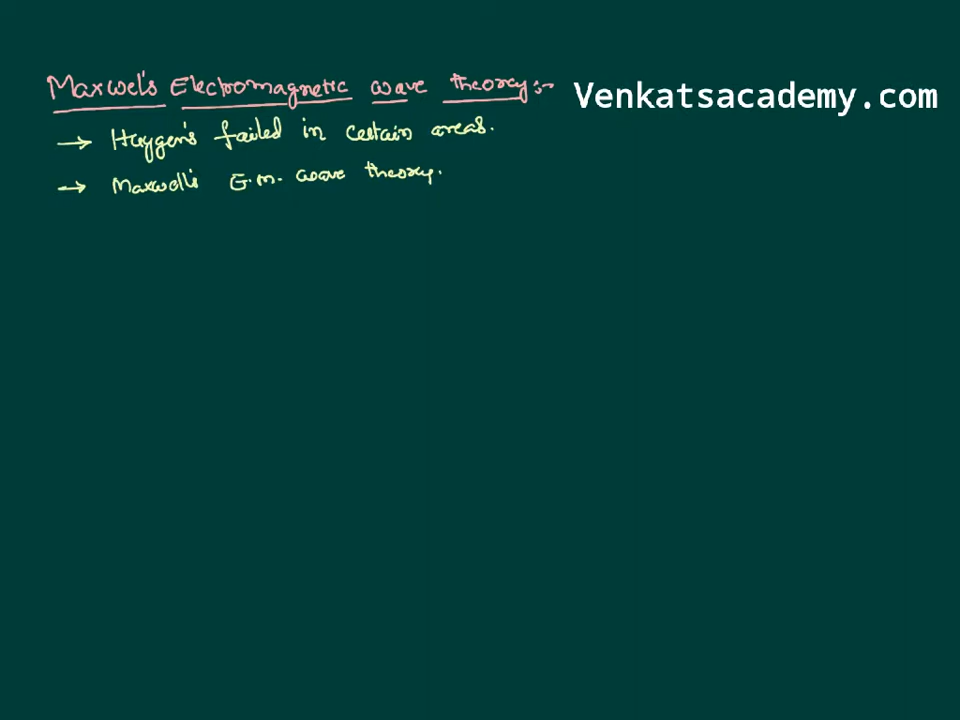 Maxwel's Electromagnetic wave theory:-
Venkatsacademy.com
→ Huygen's failed in certain areas.
→ Maxwell's E.m. wave theory.